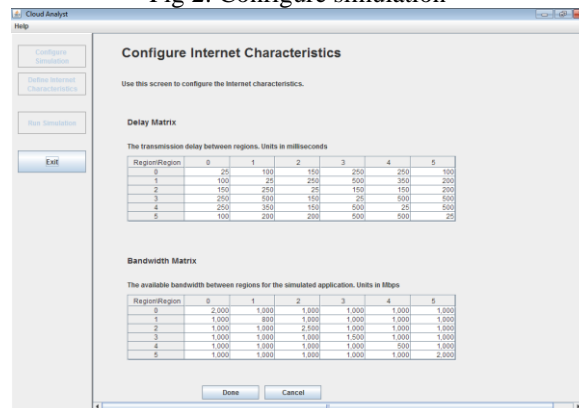 Fig 2. Configure simulation
Cloud Analyst
Help
Configure
Simulation
Define Internet
Characteristics
Run Simulation
Exit
Configure Internet Characteristics
Use this screen to configure the Internet characteristics.
Delay Matrix
The transmission delay between regions. Units in milliseconds
Region\Region 0 1 2 3 4 5
0 25 100 150 250 250 100
1 100 25 250 500 350 200
2 150 250 25 150 150 200
3 250 500 150 25 500 500
4 250 350 150 500 25 500
5 100 200 200 500 500 25
Bandwidth Matrix
The available bandwidth between regions for the simulated application. Units in Mbps
Region\Region 0 1 2 3 4 5
0 2,000 1,000 1,000 1,000 1,000 1,000
1 1,000 800 1,000 1,000 1,000 1,000
2 1,000 1,000 2,500 1,000 1,000 1,000
3 1,000 1,000 1,000 1,500 1,000 1,000
4 1,000 1,000 1,000 1,000 500 1,000
5 1,000 1,000 1,000 1,000 1,000 2,000
Done Cancel